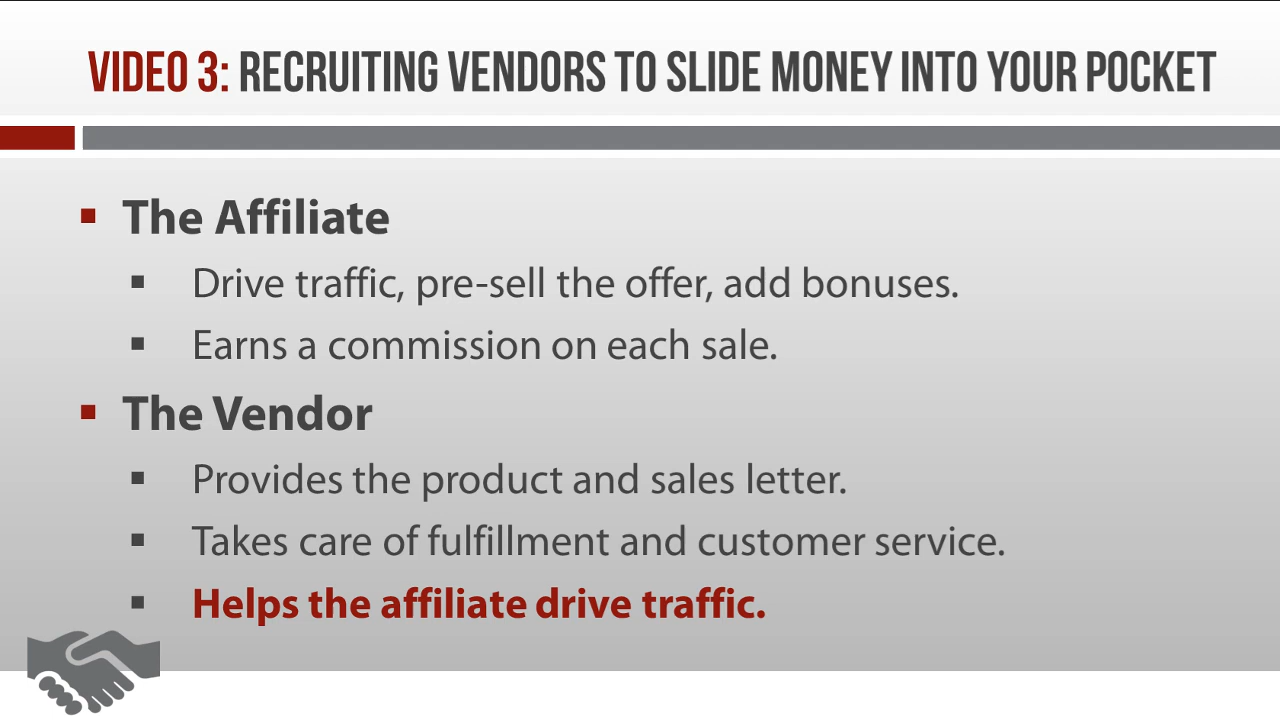 VIDEO 3: RECRUITING VENDORS TO SLIDE MONEY INTO YOUR POCKET
The Affiliate
Drive traffic, pre-sell the offer, add bonuses.
Earns a commission on each sale.
The Vendor
Provides the product and sales letter.
Takes care of fulfillment and customer service.
Helps the affiliate drive traffic.